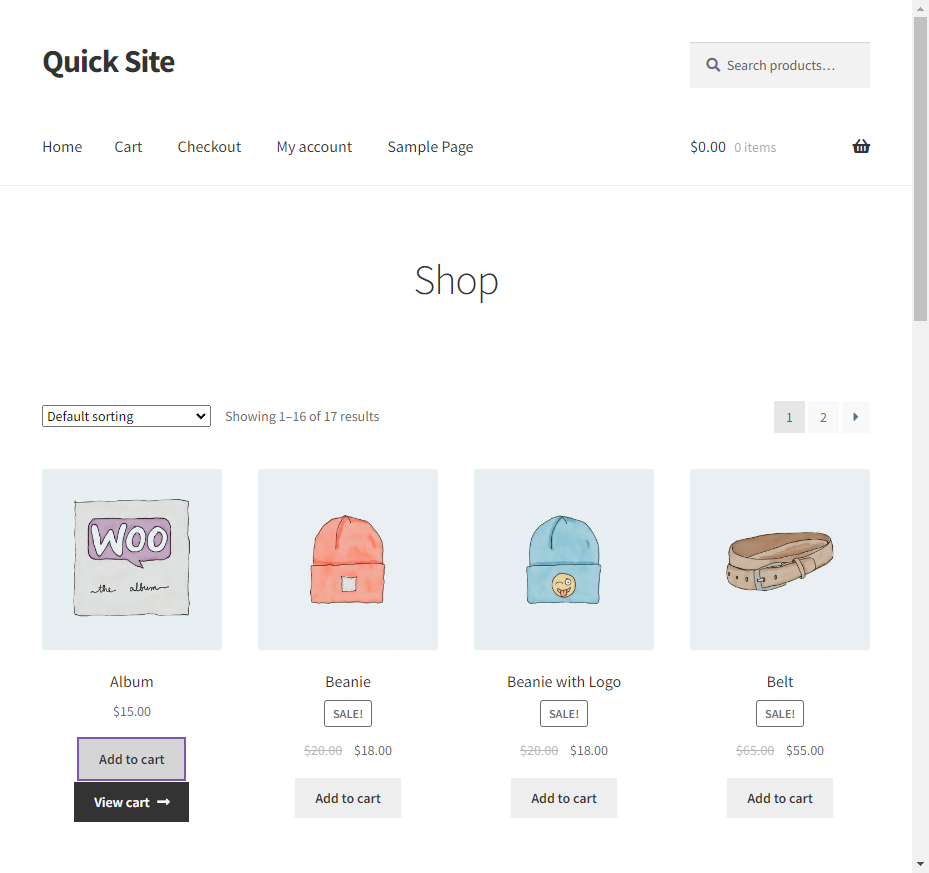 Quick Site
Search products…
Home Cart Checkout My account Sample Page $0.00 0 items
Shop
Default sorting Showing 1–16 of 17 results 1 2
WOO
the album
Album Beanie Beanie with Logo Belt
$15.00 SALE! SALE! SALE!
$20.00 $18.00 $20.00 $18.00 $65.00 $55.00
Add to cart
View cart Add to cart Add to cart Add to cart